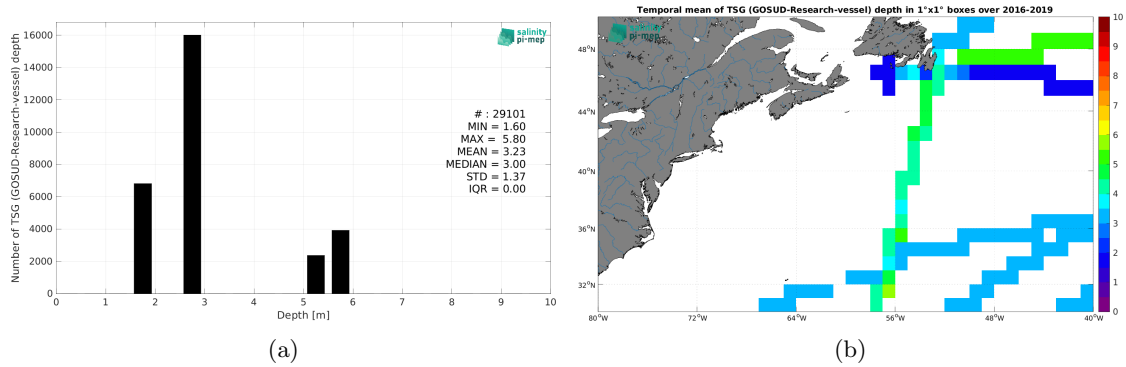 salinity
pi-mep
16000
14000
12000
10000
8000
6000
4000
2000
0
Number of TSG (GOSUD-Research-vessel) depth
# : 29101
MIN = 1.60
MAX = 5.80
MEAN = 3.23
MEDIAN = 3.00
STD = 1.37
IQR = 0.00
0 1 2 3 4 5 6 7 8 9 10
Depth [m]
(a)
Temporal mean of TSG (GOSUD-Research-vessel) depth in 1°x1° boxes over 2016-2019
salinity
pi-mep
48°N
44°N
40°N
36°N
32°N
80°W 72°W 64°W 56°W 48°W 40°W
10
9
8
7
6
5
4
3
2
1
0
(b)